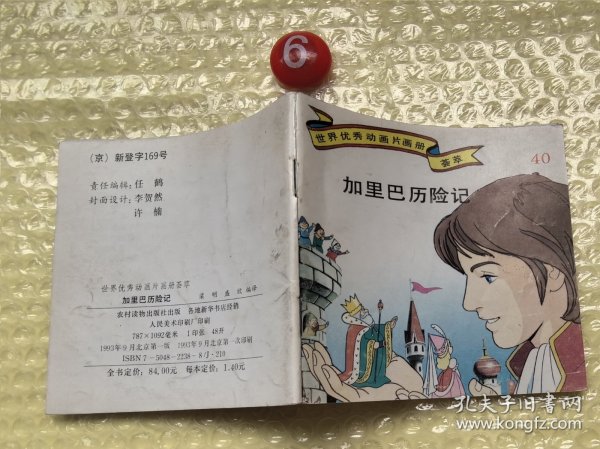 6
（京）新登字169号
责任编辑：任 鹤
封面设计：李贺然
许 楠
世界优秀动画片画册荟萃
加里巴历险记 梁明 盛欣 编译
农村读物出版社出版 各地新华书店经销
人民美术印刷厂印刷
787×1092毫米 1印张 48开
1993年9月北京第一版 1993年9月北京第一次印刷
ISBN7-5048-2238-8/J·210
全书定价：84.00元 每本定价：1.40元
世界优秀动画片画册
荟萃
40
加里巴历险记
孔夫子旧书网
www.kongfz.com